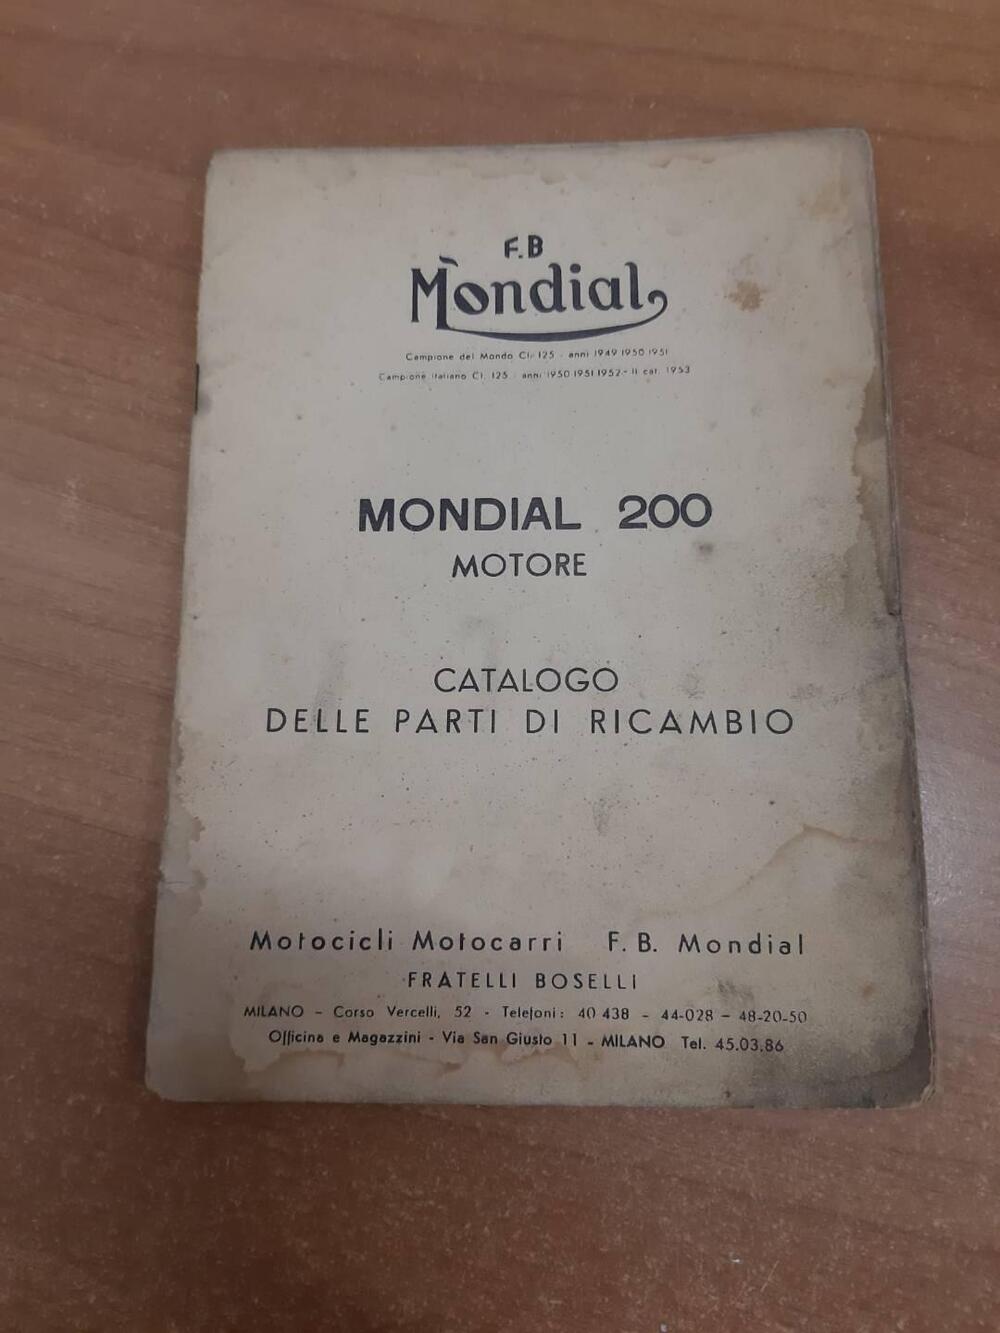 F.B
Mondial
Campione del Mondo Cl. 125 - anni 1949 1950 1951
Campione italiano Cl. 125 - anni 1950 1951 1952 - II cat. 1953
MONDIAL 200
MOTORE
CATALOGO
DELLE PARTI DI RICAMBIO
Motocicli Motocarri F. B. Mondial
FRATELLI BOSELLI
MILANO - Corso Vercelli, 52 - Telefoni: 40 438 - 44-028 - 48-20-50
Officina e Magazzini - Via San Giusto 11 - MILANO Tel. 45.03.86